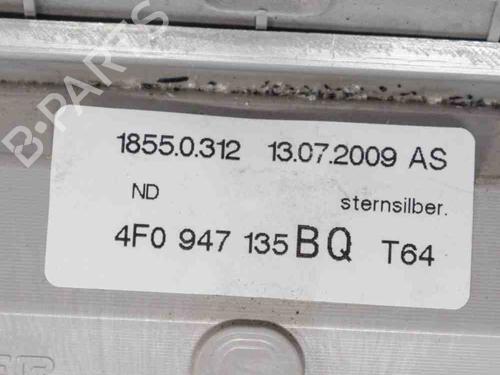 B-PARTS
1855.0.312 13.07.2009 AS
ND sternsilber.
4F0 947 135 BQ T64